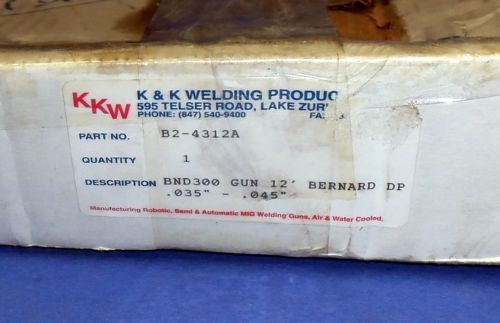 KKW
K & K WELDING PRODUC
595 TELSER ROAD, LAKE ZUR
PHONE: (847) 540-9400
PART NO. B2-4312A
QUANTITY 1
DESCRIPTION BND300 GUN 12' BERNARD DP
.035" - .045"
Manufacturing Robotic, Semi & Automatic MIG Welding Guns, Air & Water Cooled.